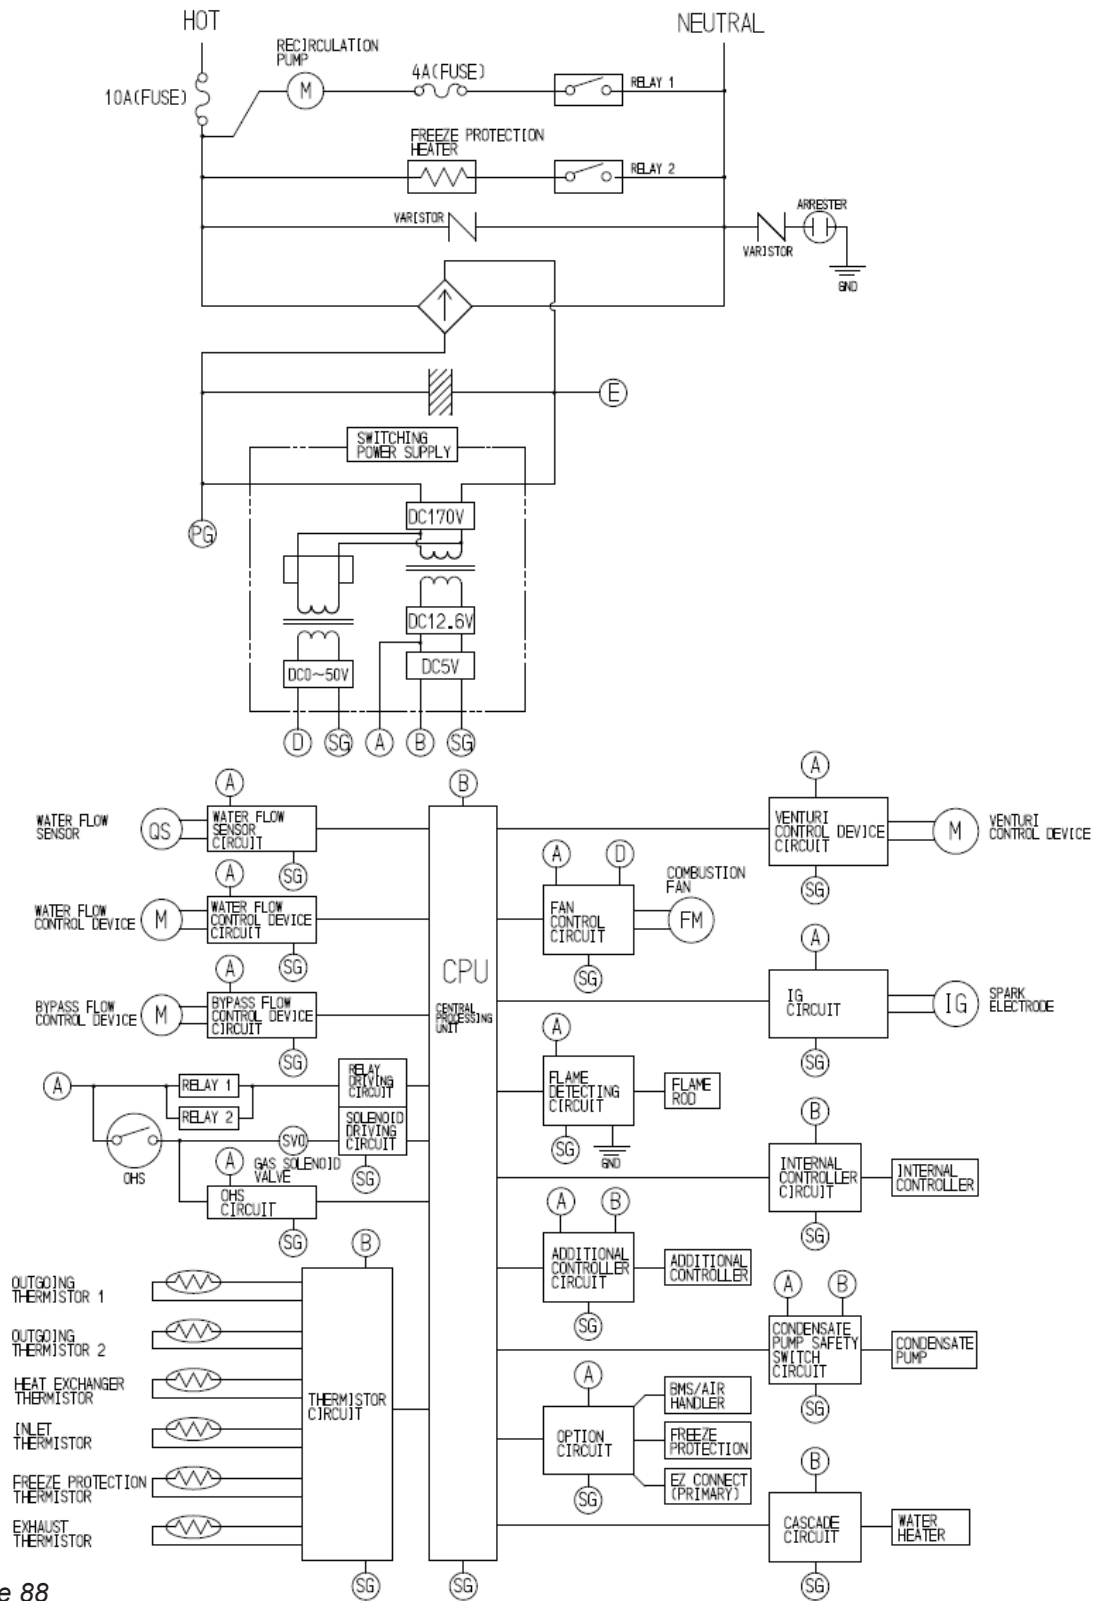 HOT
NEUTRAL
RECIRCULATION
PUMP
M
4A(FUSE)
RELAY 1
10A(FUSE)
FREEZE PROTECTION
HEATER
RELAY 2
VARISTOR
ARRESTER
VARISTOR
GND
E
SWITCHING
POWER SUPPLY
PG
DC170V
DC12.6V
DC0~50V
DC5V
D
SG
A
B
SG
A
WATER FLOW
SENSOR
QS
WATER FLOW
SENSOR
CIRCUIT
SG
A
WATER FLOW
CONTROL DEVICE
M
WATER FLOW
CONTROL DEVICE
CIRCUIT
SG
A
BYPASS FLOW
CONTROL DEVICE
M
BYPASS FLOW
CONTROL DEVICE
CIRCUIT
SG
A
RELAY 1
RELAY 2
RELAY
DRIVING
CIRCUIT
SOLENOID
DRIVING
CIRCUIT
SG
OHS
SV0
GAS SOLENOID
VALVE
A
OHS
CIRCUIT
SG
B
OUTGOING
THERMISTOR 1
OUTGOING
THERMISTOR 2
HEAT EXCHANGER
THERMISTOR
INLET
THERMISTOR
FREEZE PROTECTION
THERMISTOR
EXHAUST
THERMISTOR
THERMISTOR
CIRCUIT
SG
B
CPU
CENTRAL
PROCESSING
UNIT
SG
A
VENTURI
CONTROL DEVICE
CIRCUIT
M
VENTURI
CONTROL DEVICE
SG
A
D
COMBUSTION
FAN
FAN
CONTROL
CIRCUIT
FM
SG
A
IG
CIRCUIT
IG
SPARK
ELECTRODE
SG
A
FLAME
DETECTING
CIRCUIT
FLAME
ROD
SG
GND
B
INTERNAL
CONTROLLER
CIRCUIT
INTERNAL
CONTROLLER
SG
A
B
ADDITIONAL
CONTROLLER
CIRCUIT
ADDITIONAL
CONTROLLER
SG
A
B
CONDENSATE
PUMP SAFETY
SWITCH
CIRCUIT
CONDENSATE
PUMP
SG
A
OPTION
CIRCUIT
BMS/AIR
HANDLER
FREEZE
PROTECTION
EZ CONNECT
(PRIMARY)
SG
B
CASCADE
CIRCUIT
WATER
HEATER
SG
e 88